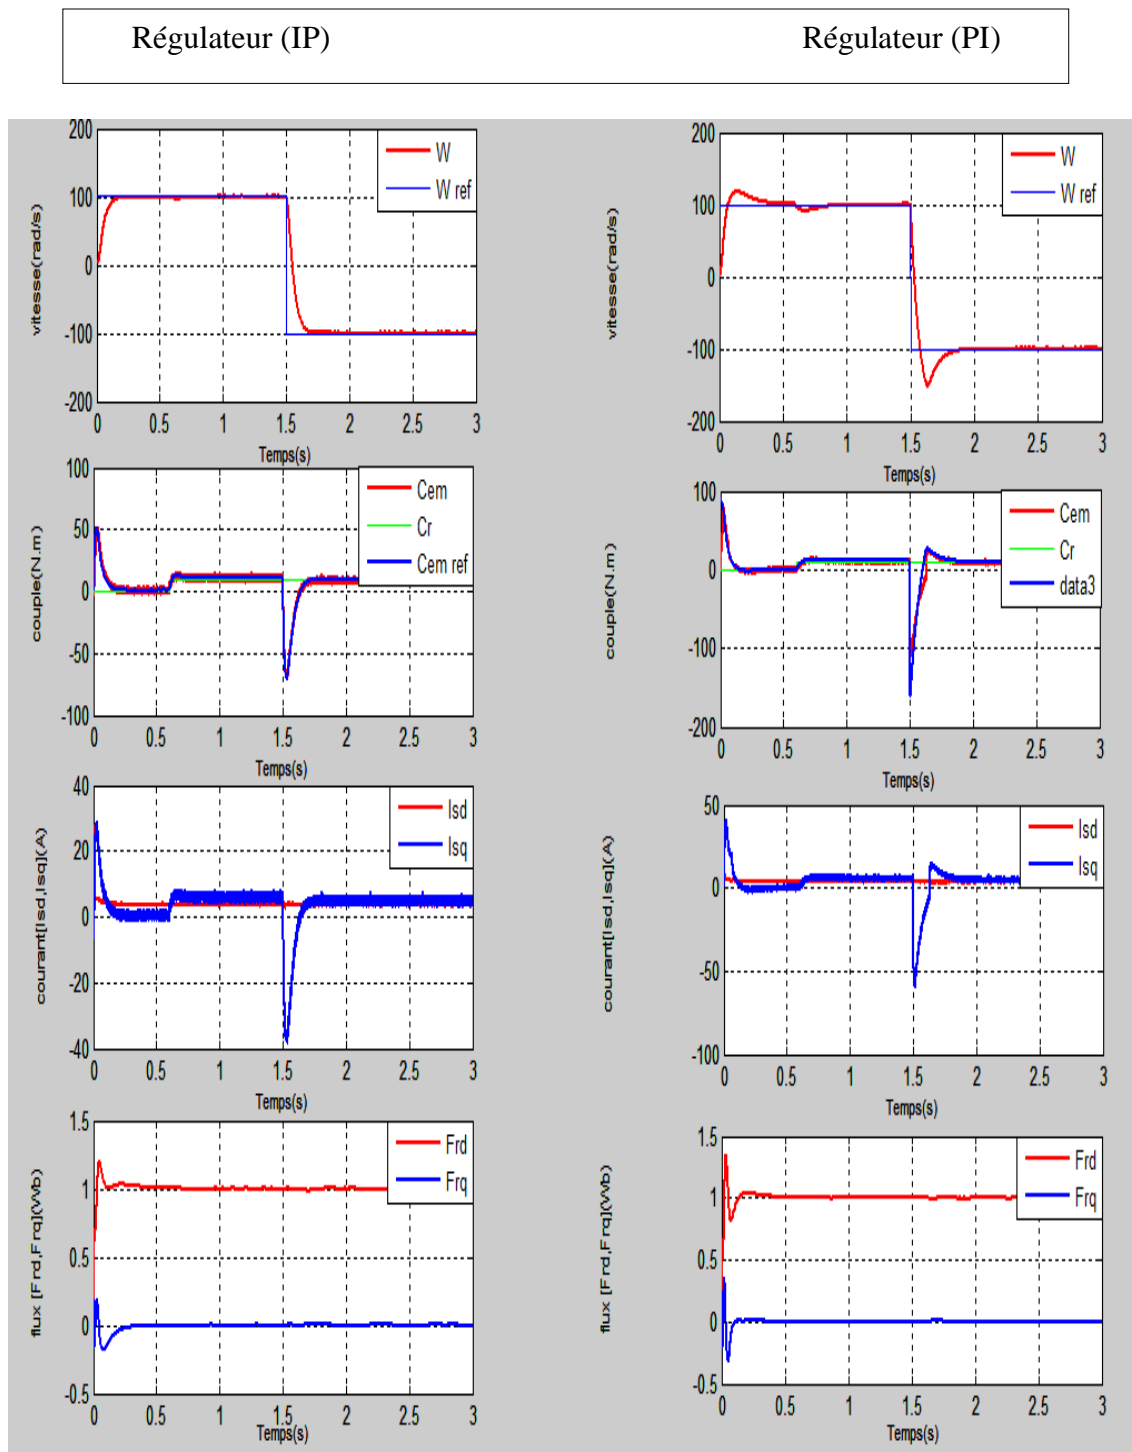 Régulateur (IP) Régulateur (PI)
200
100
0
-100
-200
0 0.5 1 1.5 2 2.5 3
Temps(s)
vitesse(rad/s)
W
W ref
200
100
0
-100
-200
0 0.5 1 1.5 2 2.5 3
Temps(s)
vitesse(rad/s)
W
W ref
100
50
0
-50
-100
0 0.5 1 1.5 2 2.5 3
Temps(s)
couple(N.m)
Cem
Cr
Cem ref
100
0
-100
-200
0 0.5 1 1.5 2 2.5 3
Temps(s)
couple(N.m)
Cem
Cr
data3
40
20
0
-20
-40
0 0.5 1 1.5 2 2.5 3
Temps(s)
courant[Isd,Isq](A)
Isd
Isq
50
0
-50
-100
0 0.5 1 1.5 2 2.5 3
Temps(s)
courant[Isd,Isq](A)
Isd
Isq
1.5
1
0.5
0
-0.5
0 0.5 1 1.5 2 2.5 3
Temps(s)
flux [Frd,Frq](Wb)
Frd
Frq
1.5
1
0.5
0
-0.5
0 0.5 1 1.5 2 2.5 3
Temps(s)
flux [Frd,Frq](Wb)
Frd
Frq